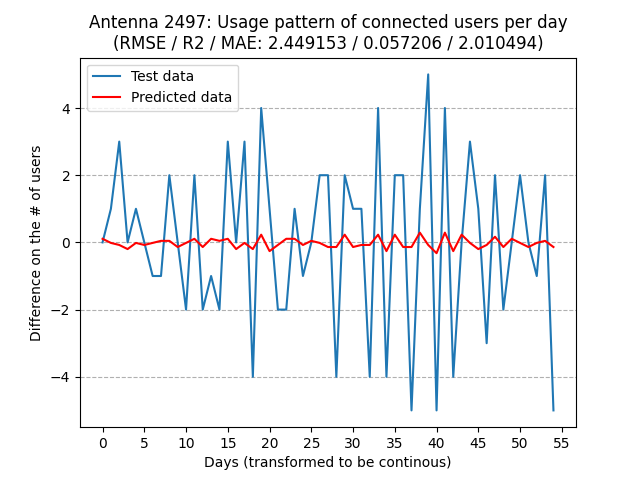 Antenna 2497: Usage pattern of connected users per day
(RMSE / R2 / MAE: 2.449153 / 0.057206 / 2.010494)
Test data
Predicted data
Difference on the # of users
4
2
0
−2
−4
0 5 10 15 20 25 30 35 40 45 50 55
Days (transformed to be continous)